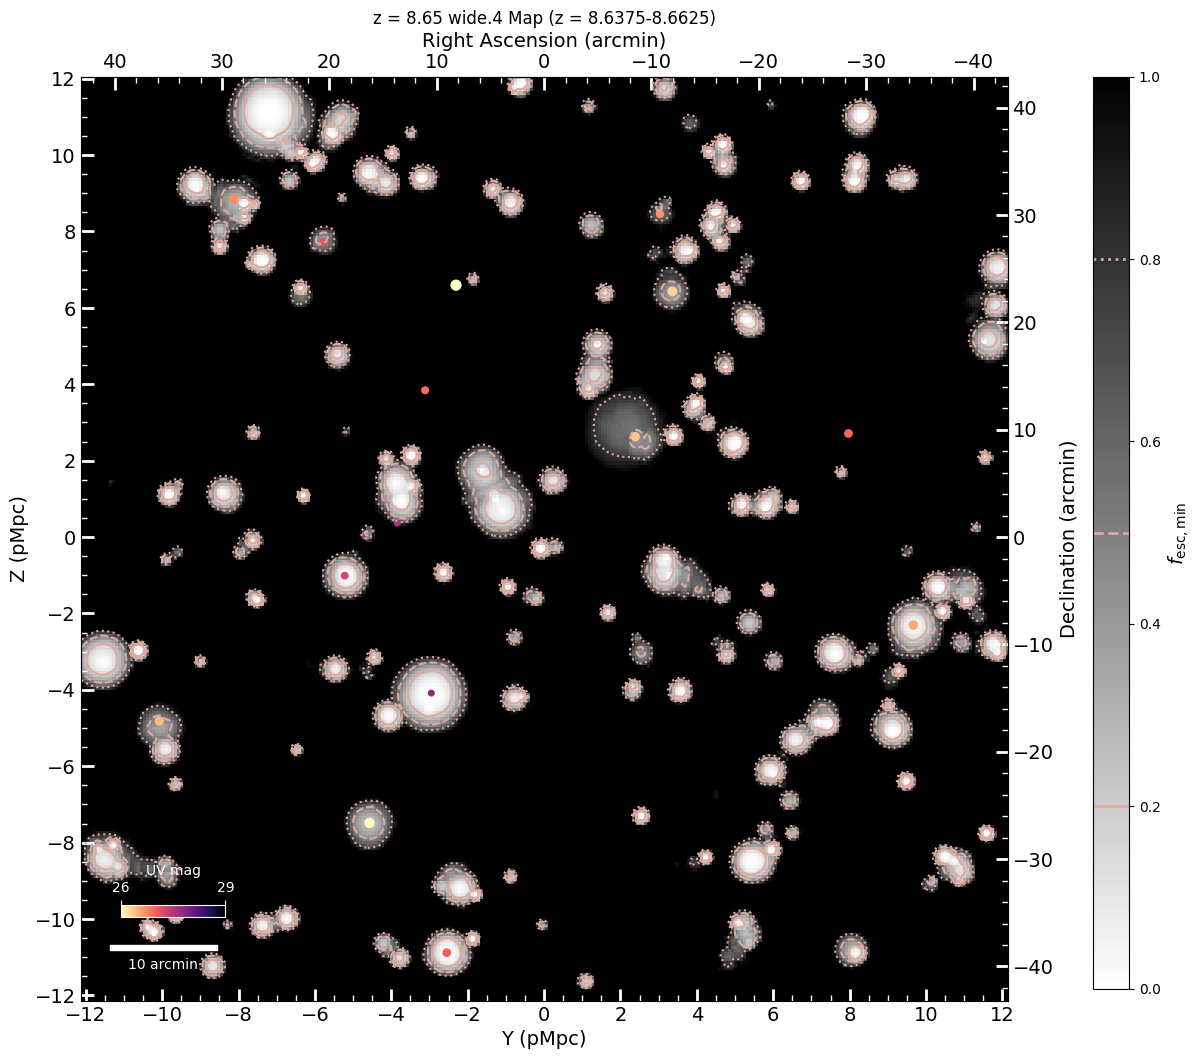 z = 8.65 wide.4 Map (z = 8.6375-8.6625)
Right Ascension (arcmin)
40 30 20 10 0 −10 −20 −30 −40
12 10 8 6 4 2 0 −2 −4 −6 −8 −10 −12
Z (pMpc)
40 30 20 10 0 −10 −20 −30 −40
Declination (arcmin)
1.0 0.8 0.6 0.4 0.2 0.0
fesc,min
UV mag
26 29
10 arcmin
−12 −10 −8 −6 −4 −2 0 2 4 6 8 10 12
Y (pMpc)